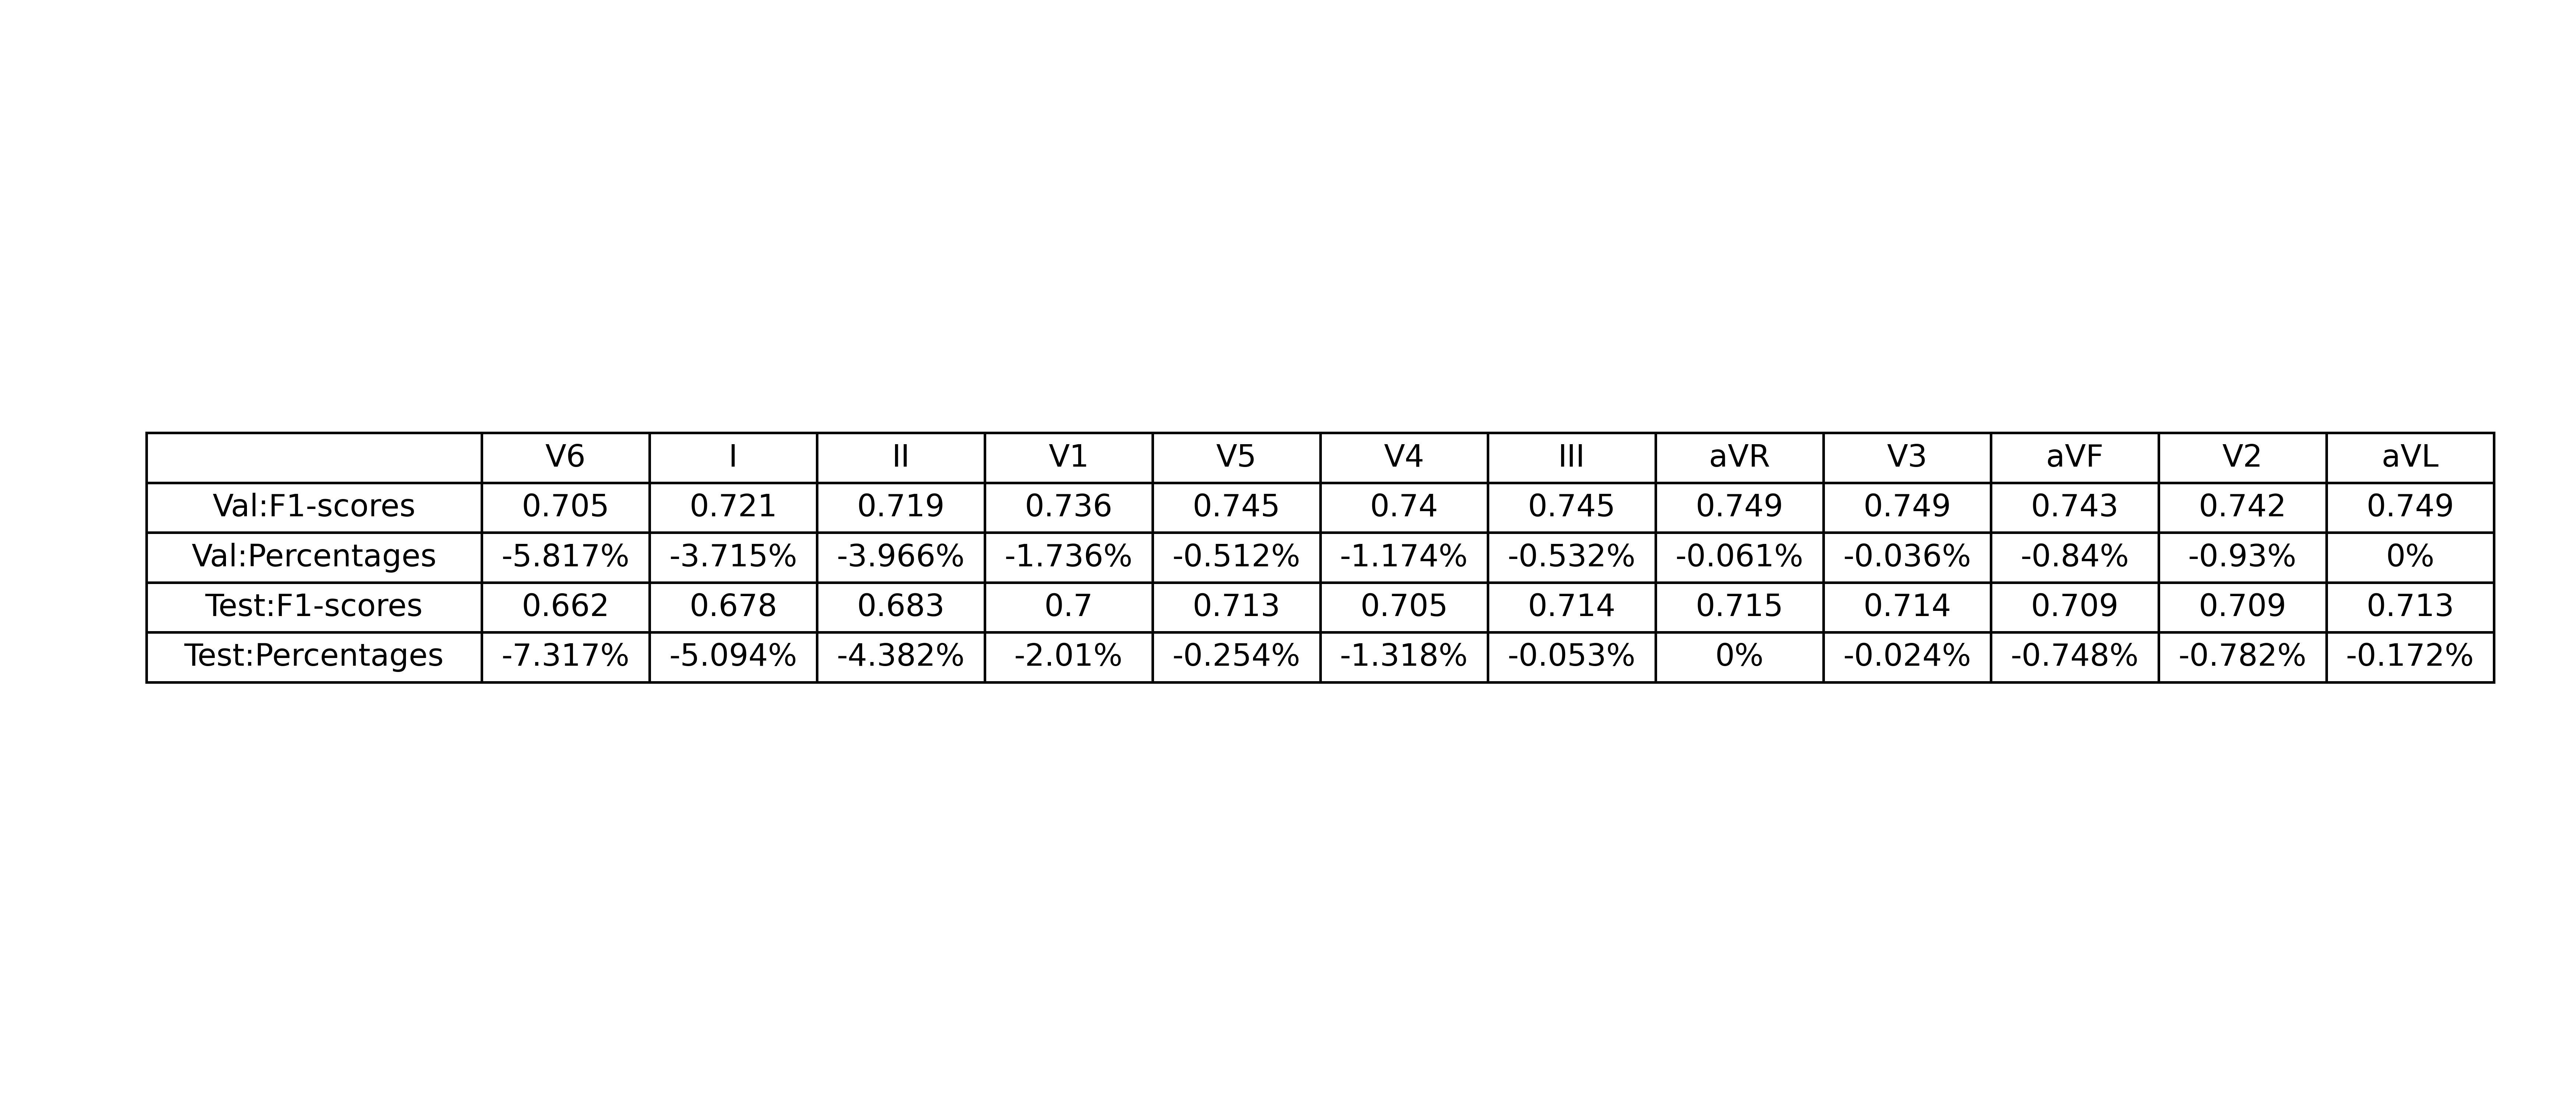 V6 I II V1 V5 V4 III aVR V3 aVF V2 aVL
Val:F1-scores 0.705 0.721 0.719 0.736 0.745 0.74 0.745 0.749 0.749 0.743 0.742 0.749
Val:Percentages -5.817% -3.715% -3.966% -1.736% -0.512% -1.174% -0.532% -0.061% -0.036% -0.84% -0.93% 0%
Test:F1-scores 0.662 0.678 0.683 0.7 0.713 0.705 0.714 0.715 0.714 0.709 0.709 0.713
Test:Percentages -7.317% -5.094% -4.382% -2.01% -0.254% -1.318% -0.053% 0% -0.024% -0.748% -0.782% -0.172%